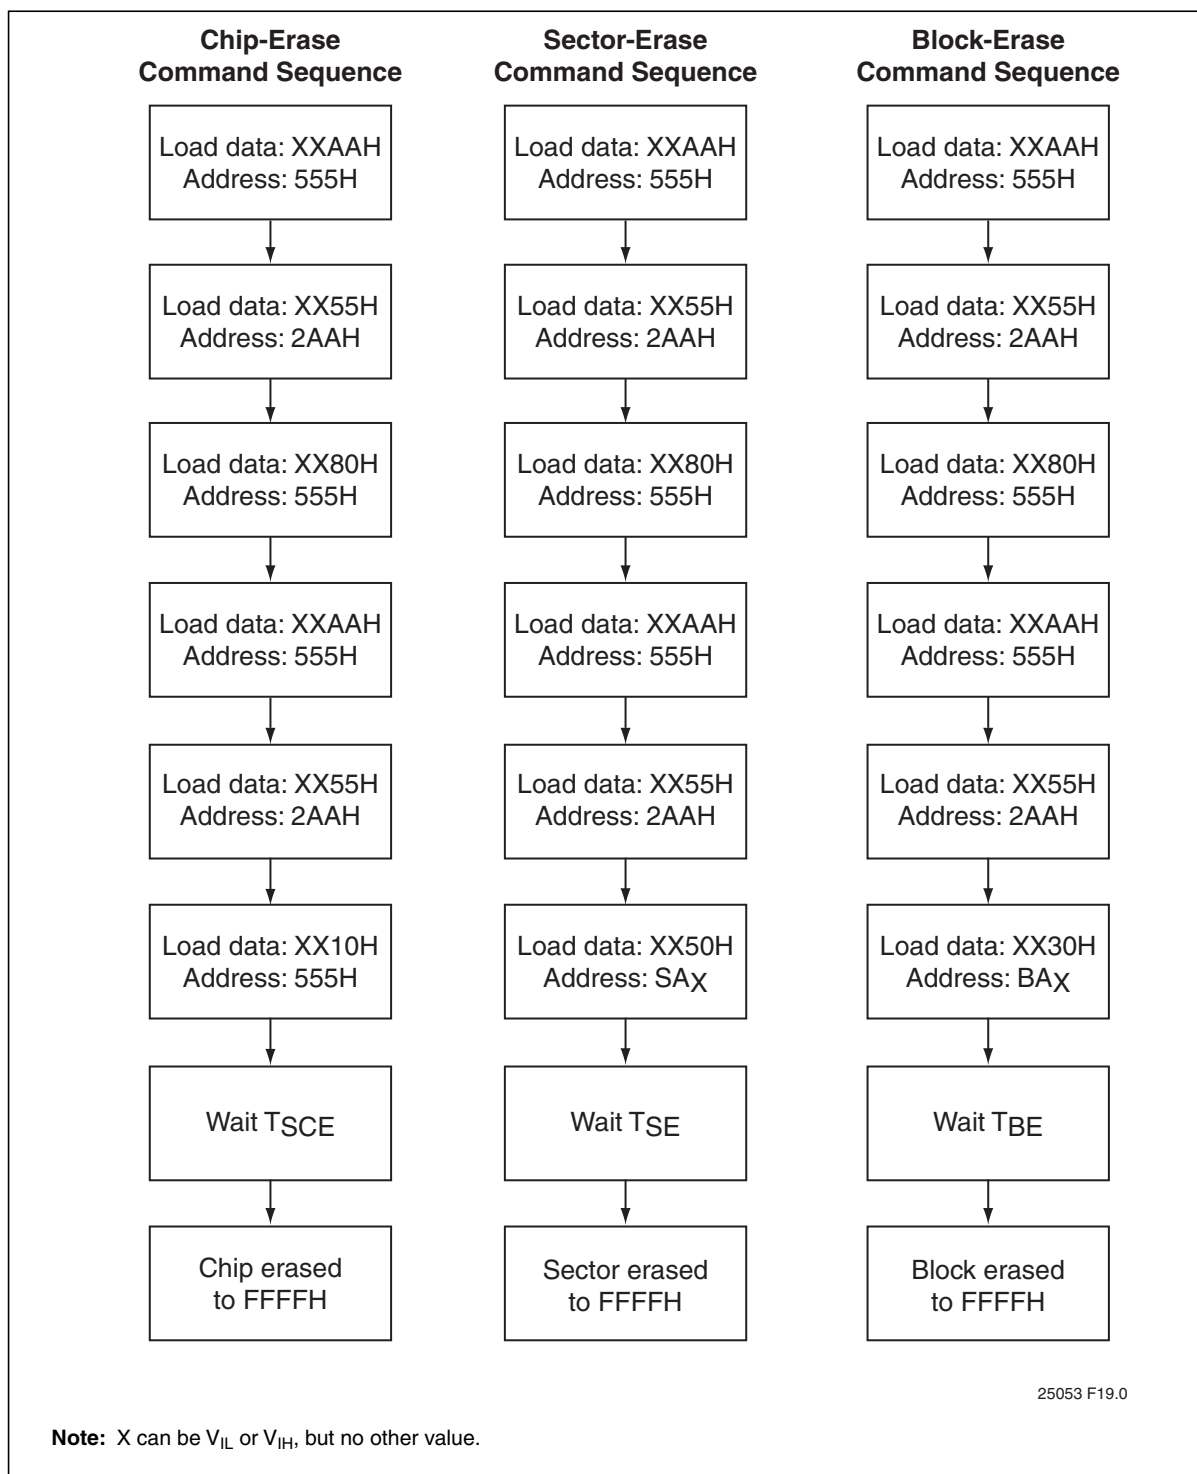 Chip-Erase
Command Sequence
Load data: XXAAH
Address: 555H
Load data: XX55H
Address: 2AAH
Load data: XX80H
Address: 555H
Load data: XXAAH
Address: 555H
Load data: XX55H
Address: 2AAH
Load data: XX10H
Address: 555H
Wait TSCE
Chip erased
to FFFFH
Sector-Erase
Command Sequence
Load data: XXAAH
Address: 555H
Load data: XX55H
Address: 2AAH
Load data: XX80H
Address: 555H
Load data: XXAAH
Address: 555H
Load data: XX55H
Address: 2AAH
Load data: XX50H
Address: SAX
Wait TSE
Sector erased
to FFFFH
Block-Erase
Command Sequence
Load data: XXAAH
Address: 555H
Load data: XX55H
Address: 2AAH
Load data: XX80H
Address: 555H
Load data: XXAAH
Address: 555H
Load data: XX55H
Address: 2AAH
Load data: XX30H
Address: BAX
Wait TBE
Block erased
to FFFFH
25053 F19.0
Note: X can be VIL or VIH, but no other value.